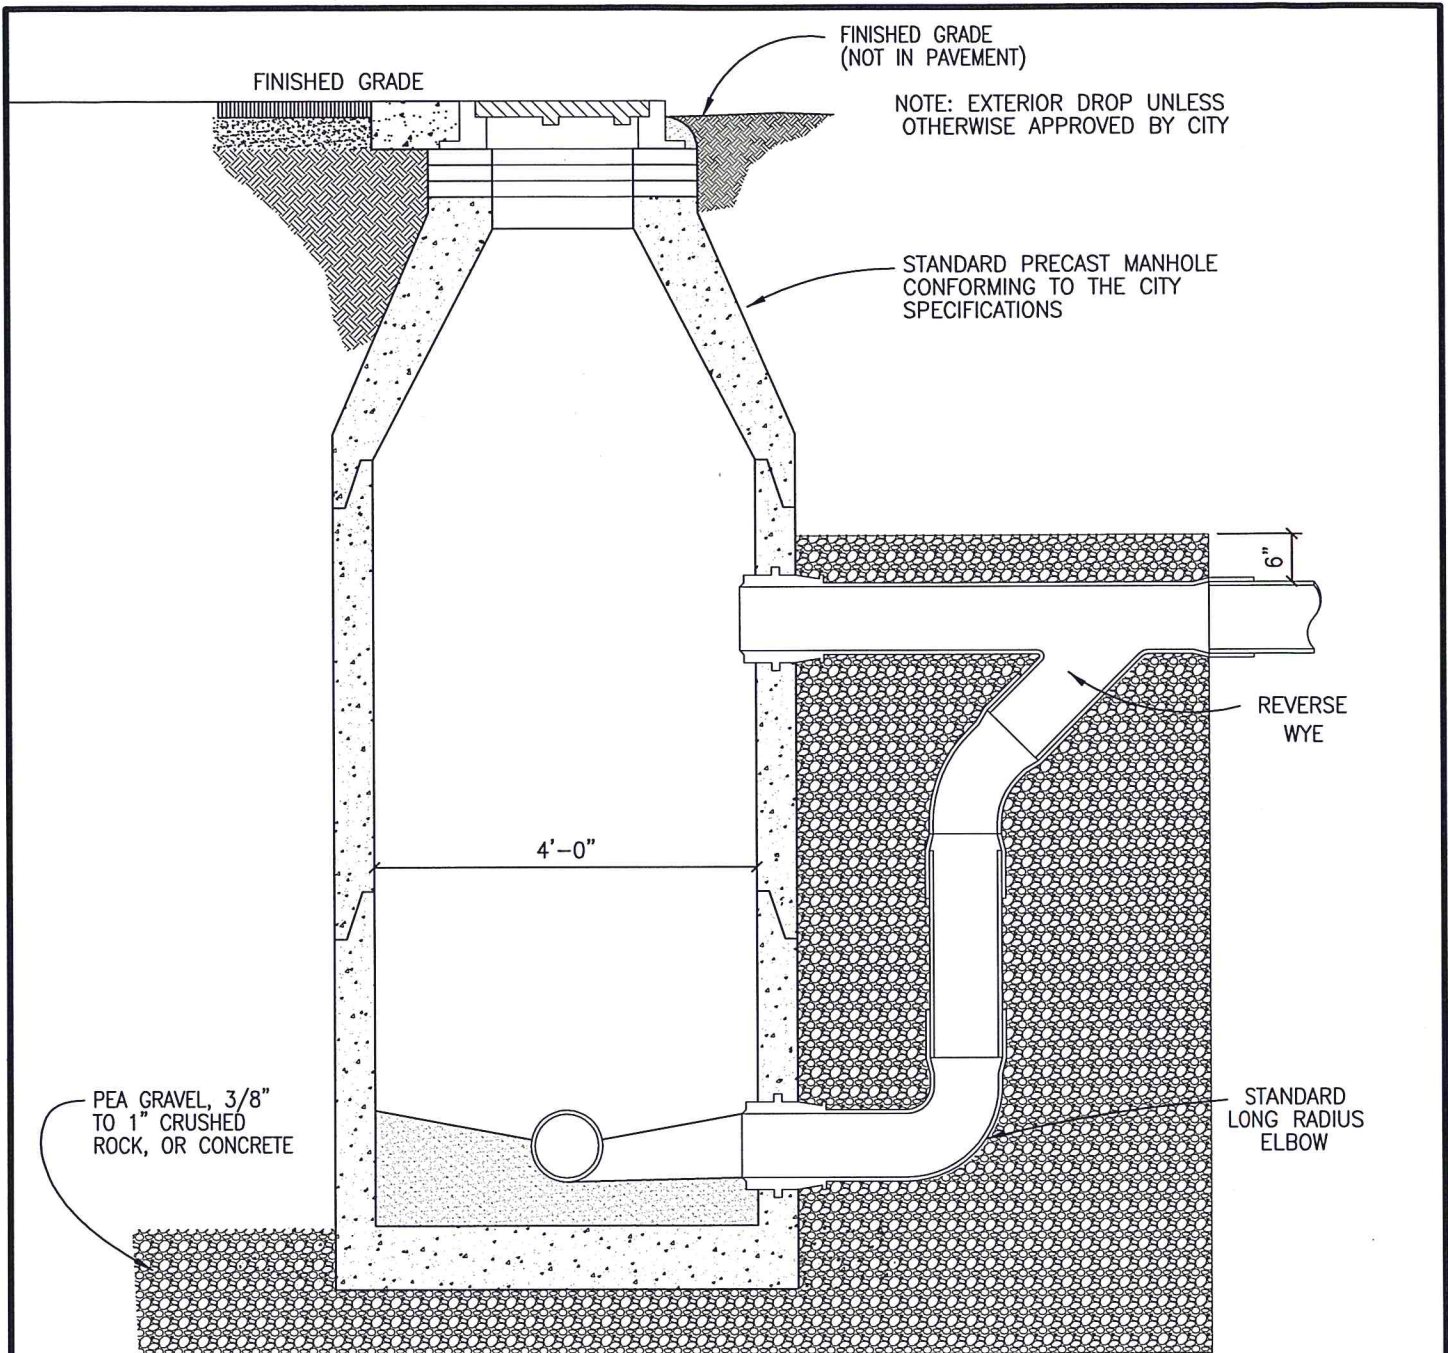 FINISHED GRADE
(NOT IN PAVEMENT)
FINISHED GRADE
NOTE: EXTERIOR DROP UNLESS
OTHERWISE APPROVED BY CITY
STANDARD PRECAST MANHOLE
CONFORMING TO THE CITY
SPECIFICATIONS
6"
REVERSE
WYE
4'-0"
PEA GRAVEL, 3/8"
TO 1" CRUSHED
ROCK, OR CONCRETE
STANDARD
LONG RADIUS
ELBOW